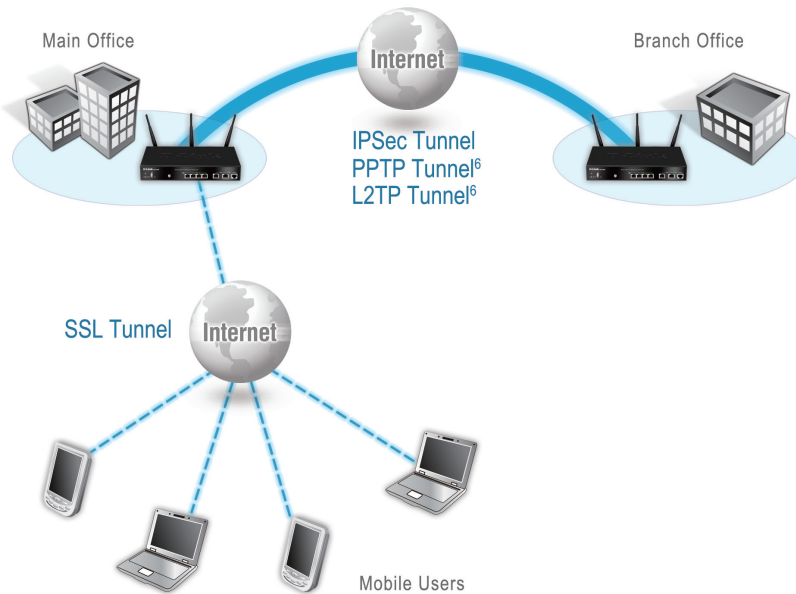 Main Office
Branch Office
Internet
IPSec Tunnel
PPTP Tunnel⁶
L2TP Tunnel⁶
SSL Tunnel
Internet
Mobile Users